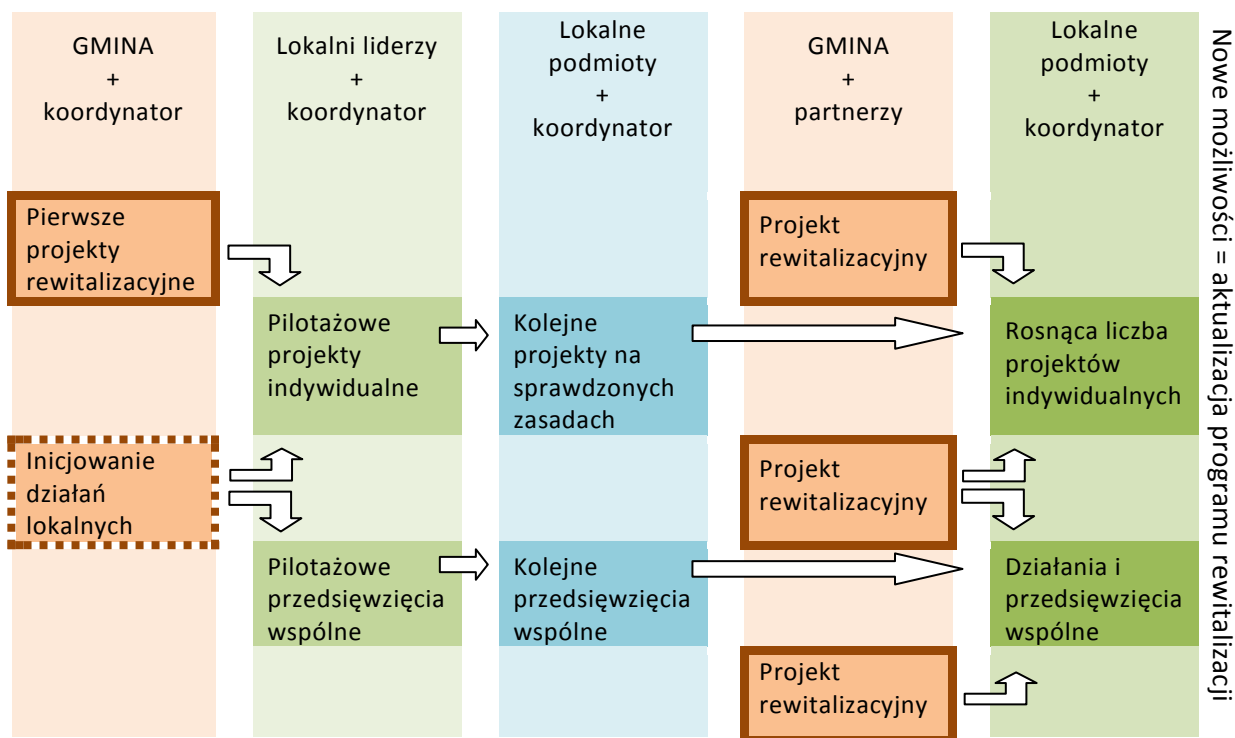 GMINA
+
koordynator
Lokalni liderzy
+
koordynator
Lokalne
podmioty
+
koordynator
GMINA
+
partnerzy
Lokalne
podmioty
+
koordynator
Pierwsze
projekty
rewitalizacyjne
Inicjowanie
działań
lokalnych
Pilotażowe
projekty
indywidualne
Pilotażowe
przedsięwzięcia
wspólne
Kolejne
projekty na
sprawdzonych
zasadach
Kolejne
przedsięwzięcia
wspólne
Projekt
rewitalizacyjny
Projekt
rewitalizacyjny
Projekt
rewitalizacyjny
Rosnąca liczba
projektów
indywidualnych
Działania i
przedsięwzięcia
wspólne
Nowe możliwości = aktualizacja programu rewitalizacji